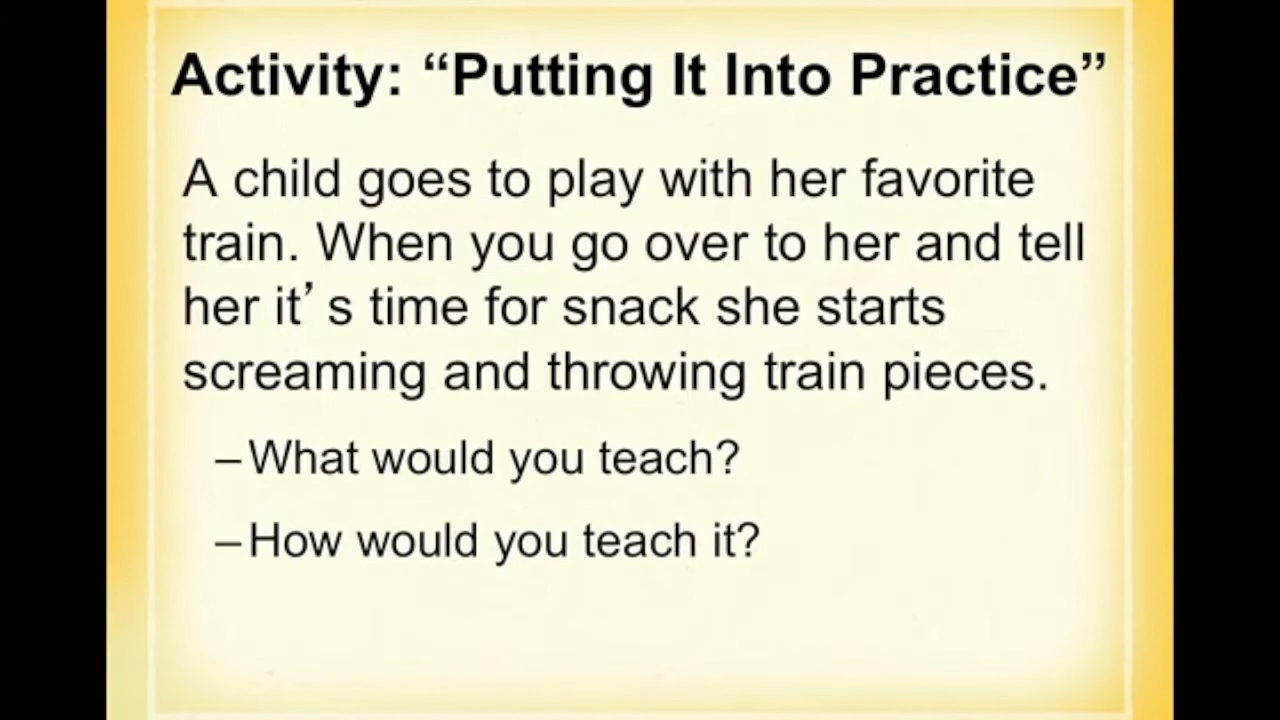 Activity: “Putting It Into Practice”
A child goes to play with her favorite
train. When you go over to her and tell
her it’ s time for snack she starts
screaming and throwing train pieces.
–What would you teach?
–How would you teach it?